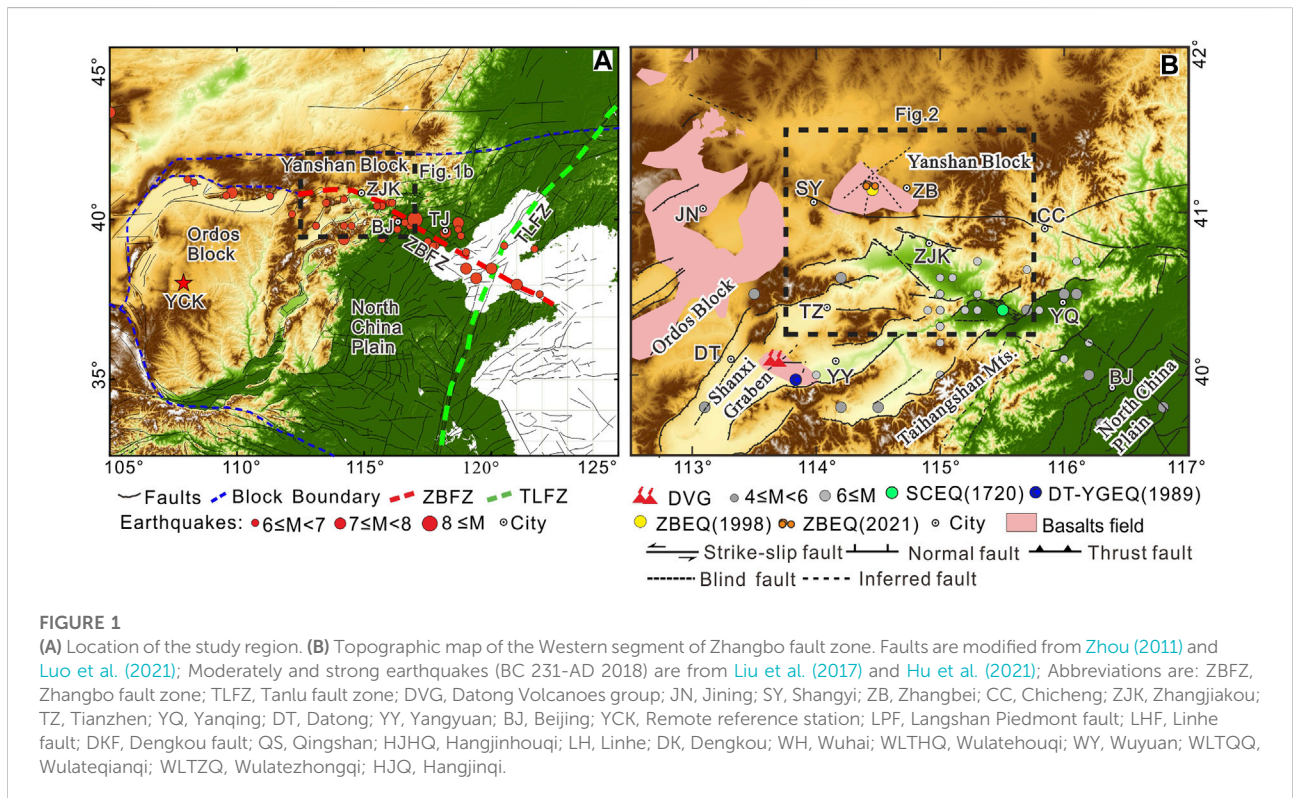 A
45°
40°
35°
105°
110°
115°
120°
125°
Yanshan Block
Fig.1b
ZJK
Ordos
Block
BJ
TJ
TLFZ
ZBFZ
YCK
North
China
Plain
Faults
Block Boundary
ZBFZ
TLFZ
Earthquakes:
6≤M<7
7≤M<8
8 ≤M
City
B
42°
41°
40°
113°
114°
115°
116°
117°
Fig.2
Yanshan Block
SY
ZB
JN
CC
ZJK
Ordos Block
TZ
YQ
DT
Shanxi
Graben
YY
Taihangshan Mts.
BJ
North China
Plain
DVG
4≤M<6
6≤M
SCEQ(1720)
DT-YGEQ(1989)
ZBEQ(1998)
ZBEQ(2021)
City
Basalts field
Strike-slip fault
Normal fault
Thrust fault
Blind fault
Inferred fault
FIGURE 1
(A) Location of the study region. (B) Topographic map of the Western segment of Zhangbo fault zone. Faults are modified from Zhou (2011) and
Luo et al. (2021); Moderately and strong earthquakes (BC 231-AD 2018) are from Liu et al. (2017) and Hu et al. (2021); Abbreviations are: ZBFZ,
Zhangbo fault zone; TLFZ, Tanlu fault zone; DVG, Datong Volcanoes group; JN, Jining; SY, Shangyi; ZB, Zhangbei; CC, Chicheng; ZJK, Zhangjiakou;
TZ, Tianzhen; YQ, Yanqing; DT, Datong; YY, Yangyuan; BJ, Beijing; YCK, Remote reference station; LPF, Langshan Piedmont fault; LHF, Linhe
fault; DKF, Dengkou fault; QS, Qingshan; HJHQ, Hangjinhouqi; LH, Linhe; DK, Dengkou; WH, Wuhai; WLTHQ, Wulatehouqi; WY, Wuyuan; WLTQQ,
Wulateqianqi; WLTZQ, Wulatezhongqi; HJQ, Hangjinqi.